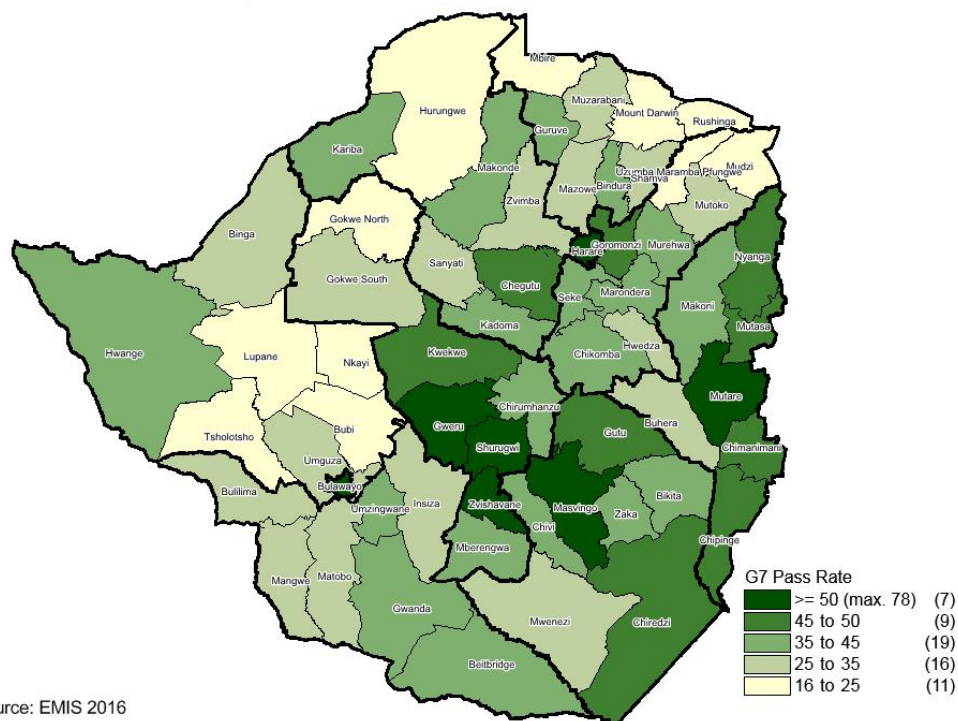 Mbire
Muzarabani
Hurungwe
Mount Darwin
Rushinga
Guruve
Kariba
Makonde
Uzumba Maramba Pfungwe
Mudzi
Shamva
Mazowe
Bindura
Zvimba
Mutoko
Gokwe North
Binga
Harare
Goromonzi
Murehwa
Nyanga
Sanyati
Gokwe South
Chegutu
Seke
Marondera
Makoni
Kadoma
Mutasa
Hwange
Lupane
Nkayi
Kwekwe
Chikomba
Hwedza
Mutare
Chirumhanzu
Tsholotsho
Bubi
Gweru
Buhera
Umguza
Shurugwi
Gutu
Chimanimani
Bulilima
Bulawayo
Insiza
Zvishavane
Masvingo
Bikita
Umzingwane
Chivi
Zaka
Chipinge
Mberengwa
Mangwe
Matobo
Gwanda
Mwenezi
Chiredzi
Beitbridge
G7 Pass Rate
>= 50 (max. 78) (7)
45 to 50 (9)
35 to 45 (19)
25 to 35 (16)
16 to 25 (11)
urce: EMIS 2016